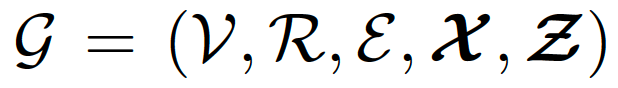 𝒢 = (𝒱, ℛ, ℰ, 𝓧, 𝓩)